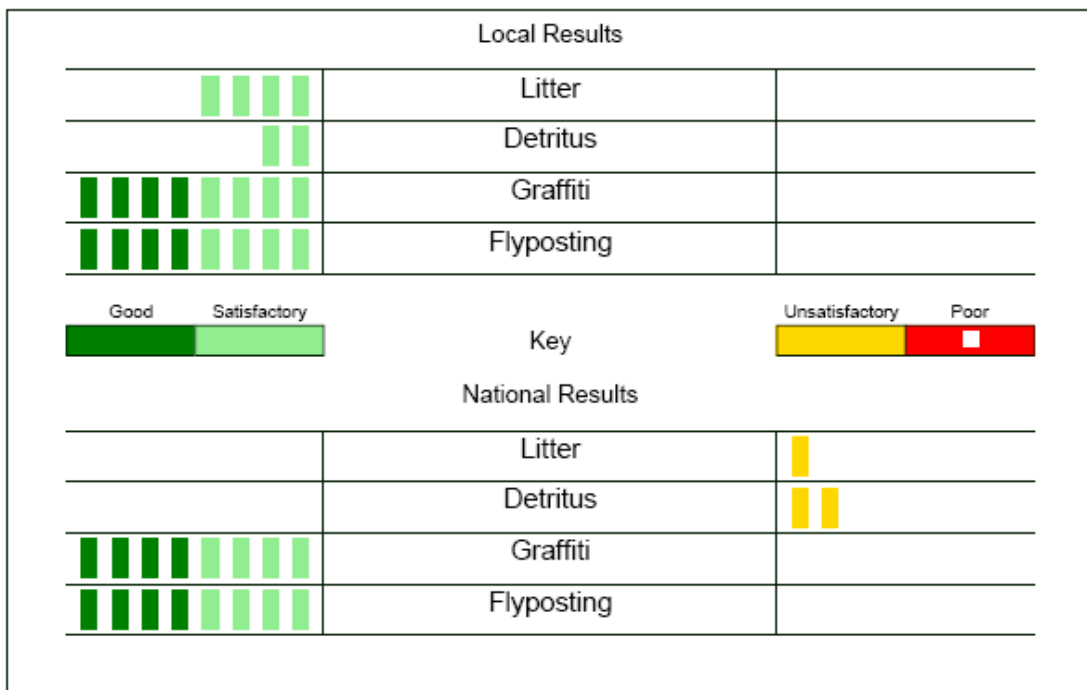 Local Results
Litter
Detritus
Graffiti
Flyposting
Good Satisfactory Key Unsatisfactory Poor
National Results
Litter
Detritus
Graffiti
Flyposting